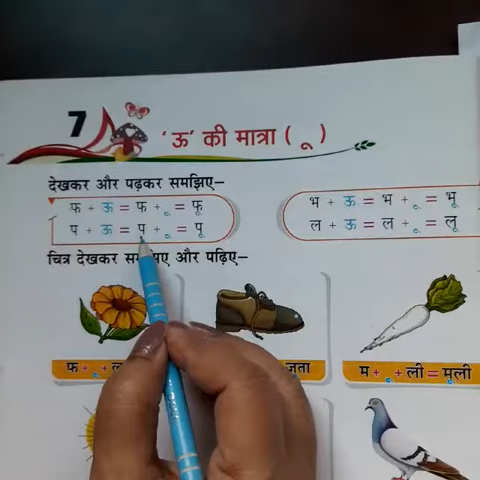 7
'ऊ' की मात्रा ( ू )
देखकर और पढ़कर समझिए–
फ + ऊ = फ + ू = फू
प + ऊ = प + ू = पू
भ + ऊ = भ + ू = भू
ल + ऊ = ल + ू = लू
चित्र देखकर और पढ़िए–
फ + ू + ल
जूता
म + ू + ली = मूली